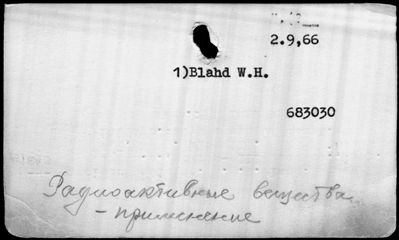 2.9,66
1)Blahd W.H.
683030
Радиоактивные вещества
- применение